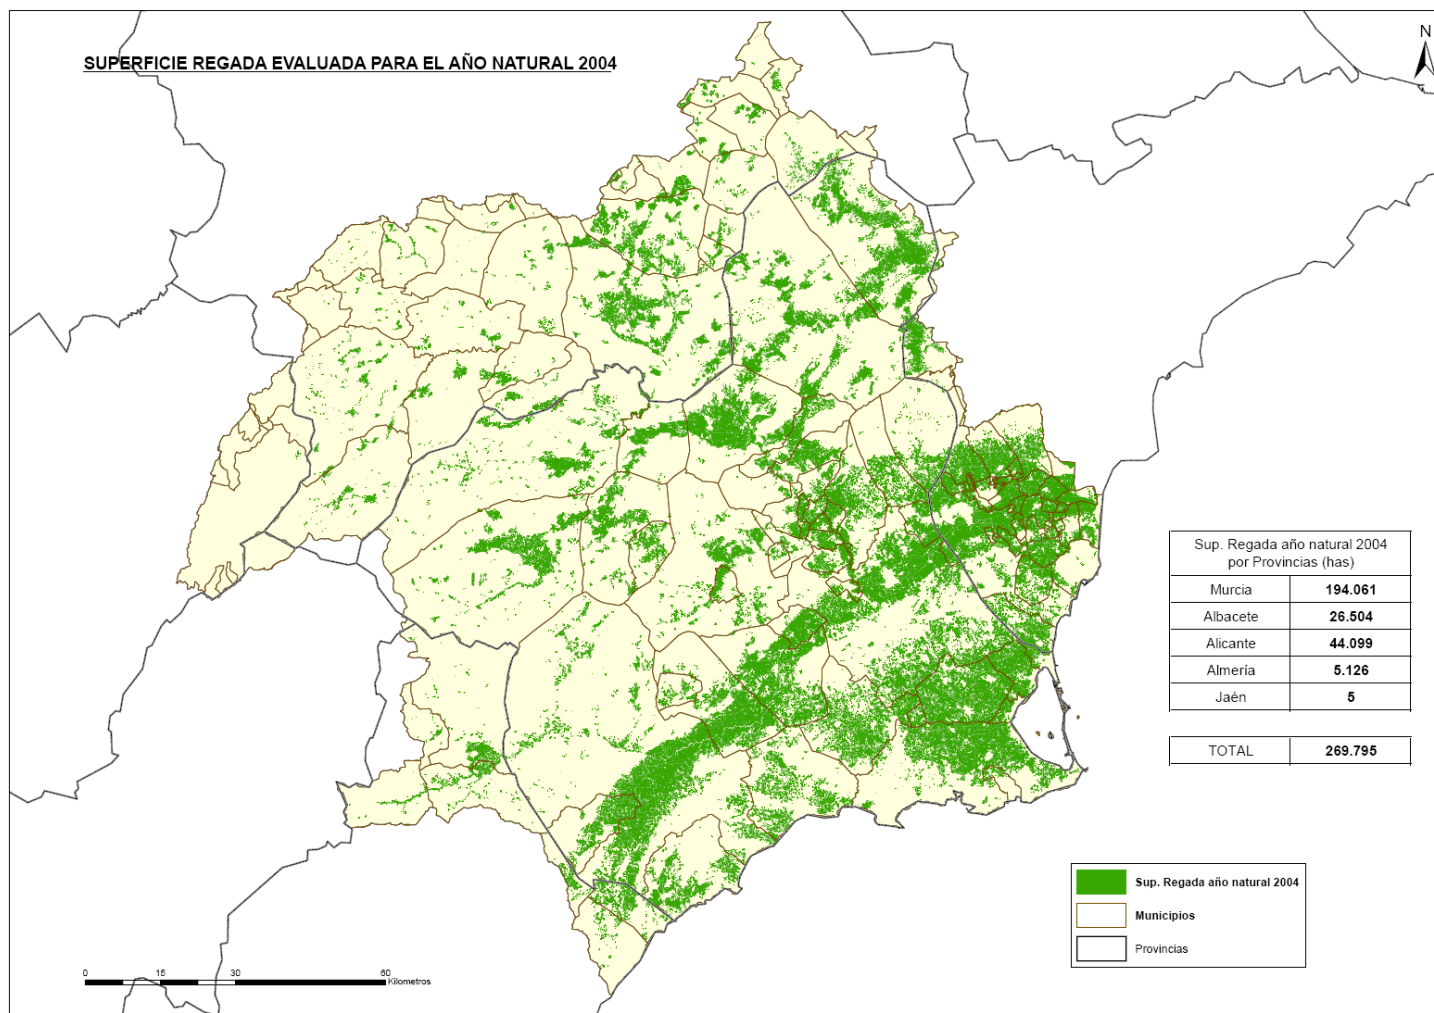 SUPERFICIE REGADA EVALUADA PARA EL AÑO NATURAL 2004
N
Sup. Regada año natural 2004
por Provincias (has)
Murcia 194.061
Albacete 26.504
Alicante 44.099
Almería 5.126
Jaén 5
TOTAL 269.795
Sup. Regada año natural 2004
Municipios
Provincias
0 15 30 60
Kilometros